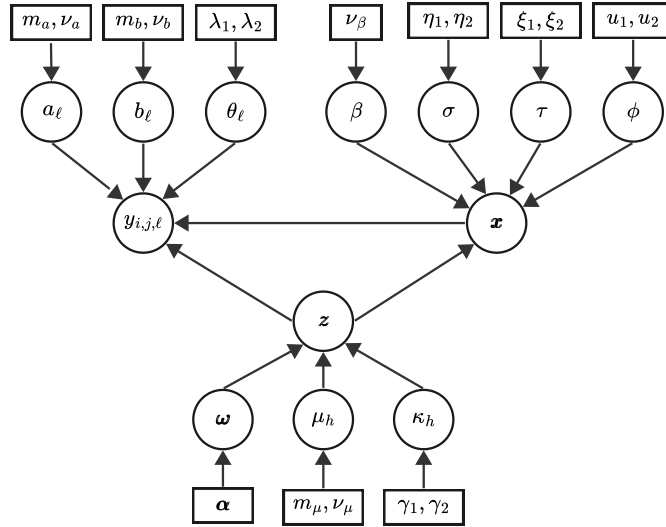 m_a, ν_a m_b, ν_b λ_1, λ_2 ν_β η_1, η_2 ξ_1, ξ_2 u_1, u_2
a_ℓ b_ℓ θ_ℓ β σ τ ϕ
y_{i,j,ℓ} x
z
ω μ_h κ_h
α m_μ, ν_μ γ_1, γ_2